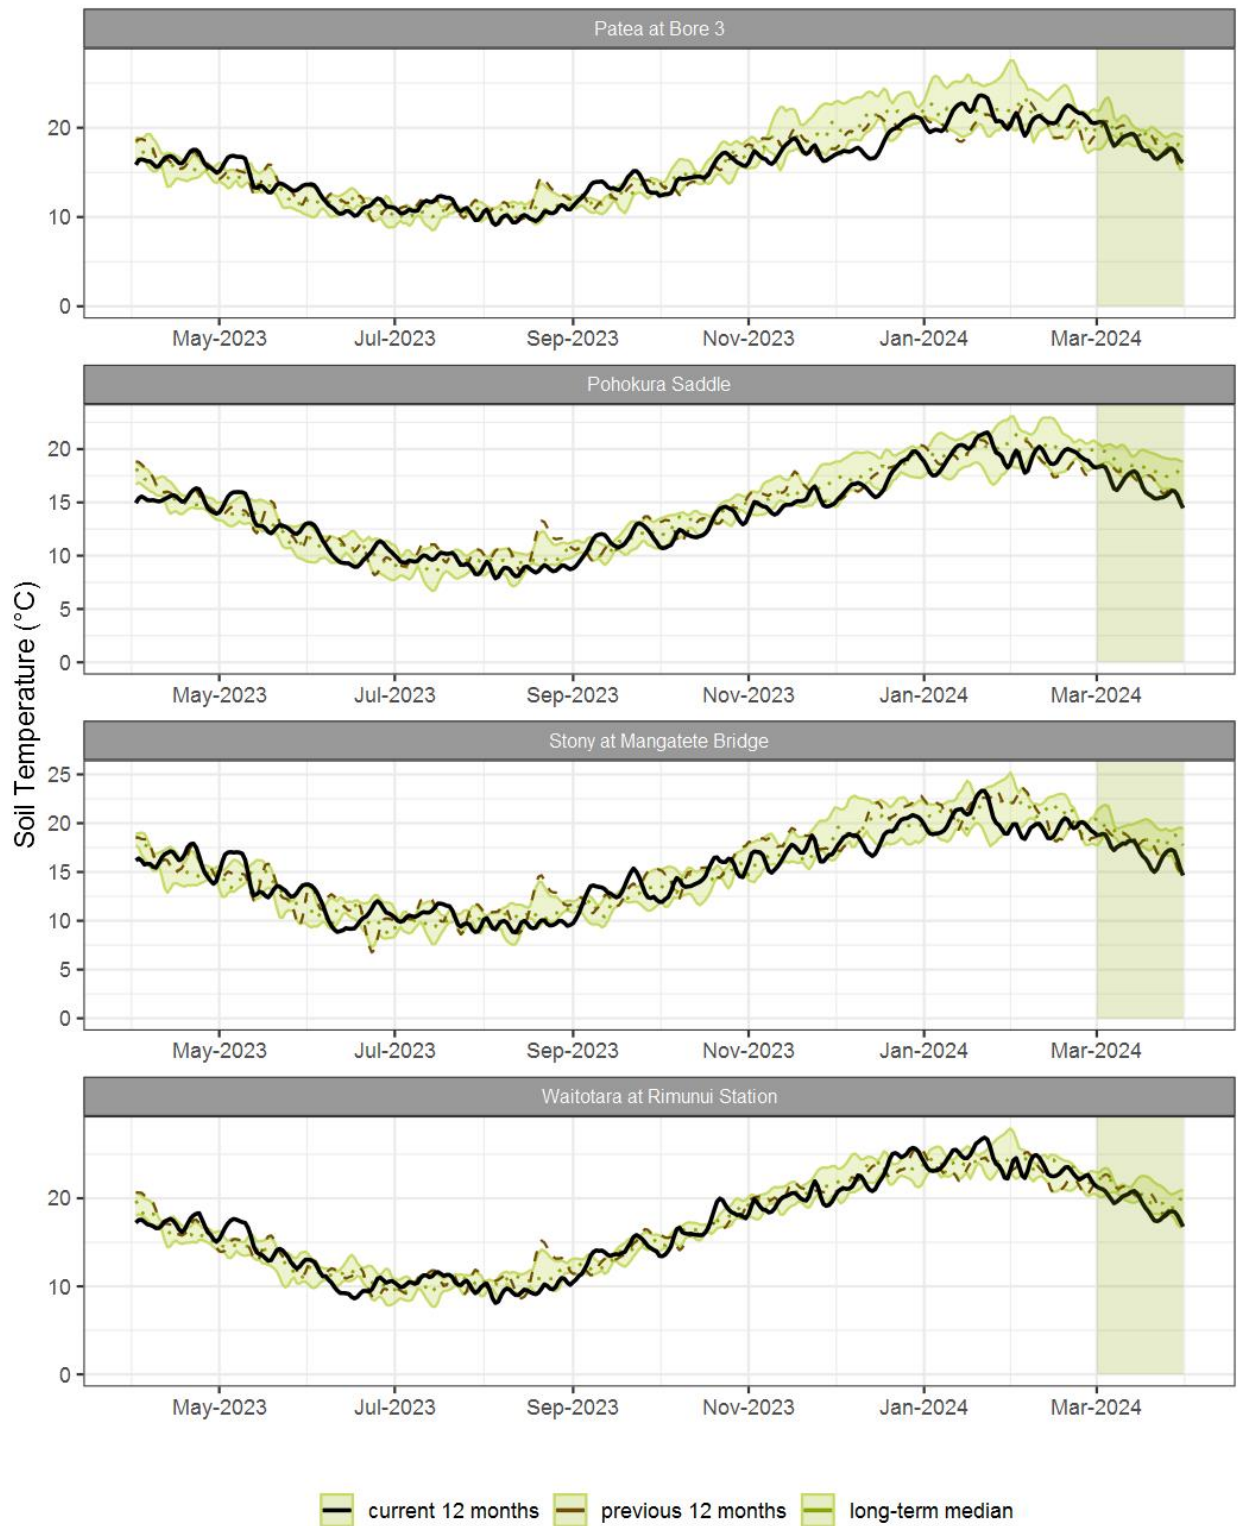 Patea at Bore 3
20
10
0
May-2023 Jul-2023 Sep-2023 Nov-2023 Jan-2024 Mar-2024
Pohokura Saddle
20
15
10
5
0
May-2023 Jul-2023 Sep-2023 Nov-2023 Jan-2024 Mar-2024
Soil Temperature (°C)
Stony at Mangatete Bridge
25
20
15
10
5
0
May-2023 Jul-2023 Sep-2023 Nov-2023 Jan-2024 Mar-2024
Waitotara at Rimunui Station
20
10
0
May-2023 Jul-2023 Sep-2023 Nov-2023 Jan-2024 Mar-2024
current 12 months previous 12 months long-term median